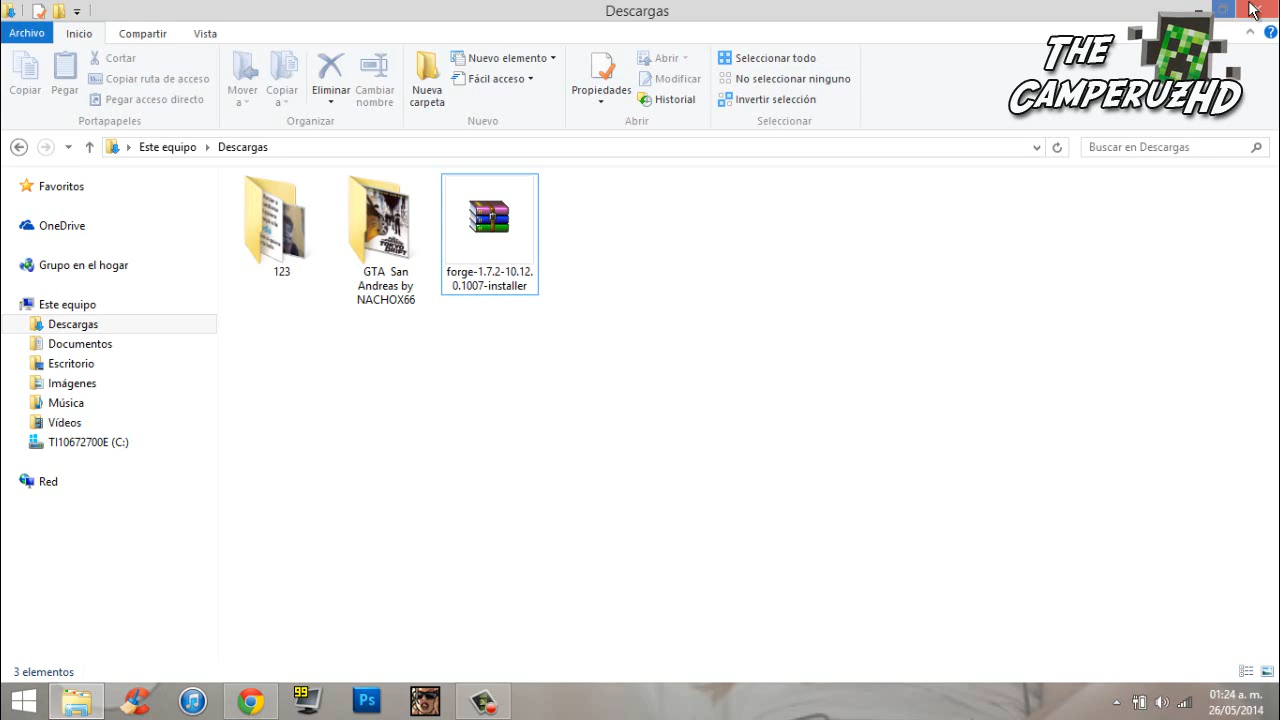 Descargas
THE
CAMPERUZHD
Archivo Inicio Compartir Vista
Copiar
Pegar
Cortar
Copiar ruta de acceso
Pegar acceso directo
Portapapeles
Mover a
Copiar a
Eliminar
Cambiar nombre
Organizar
Nueva carpeta
Nuevo elemento
Fácil acceso
Nuevo
Propiedades
Abrir
Modificar
Historial
Abrir
Seleccionar todo
No seleccionar ninguno
Invertir selección
Seleccionar
Este equipo Descargas
Buscar en Descargas
Favoritos
OneDrive
Grupo en el hogar
Este equipo
Descargas
Documentos
Escritorio
Imágenes
Música
Vídeos
TI10672700E (C:)
Red
123
GTA San
Andreas by
NACHOX66
forge-1.7.2-10.12.
0.1007-installer
3 elementos
99
Ps
01:24 a. m.
26/05/2014